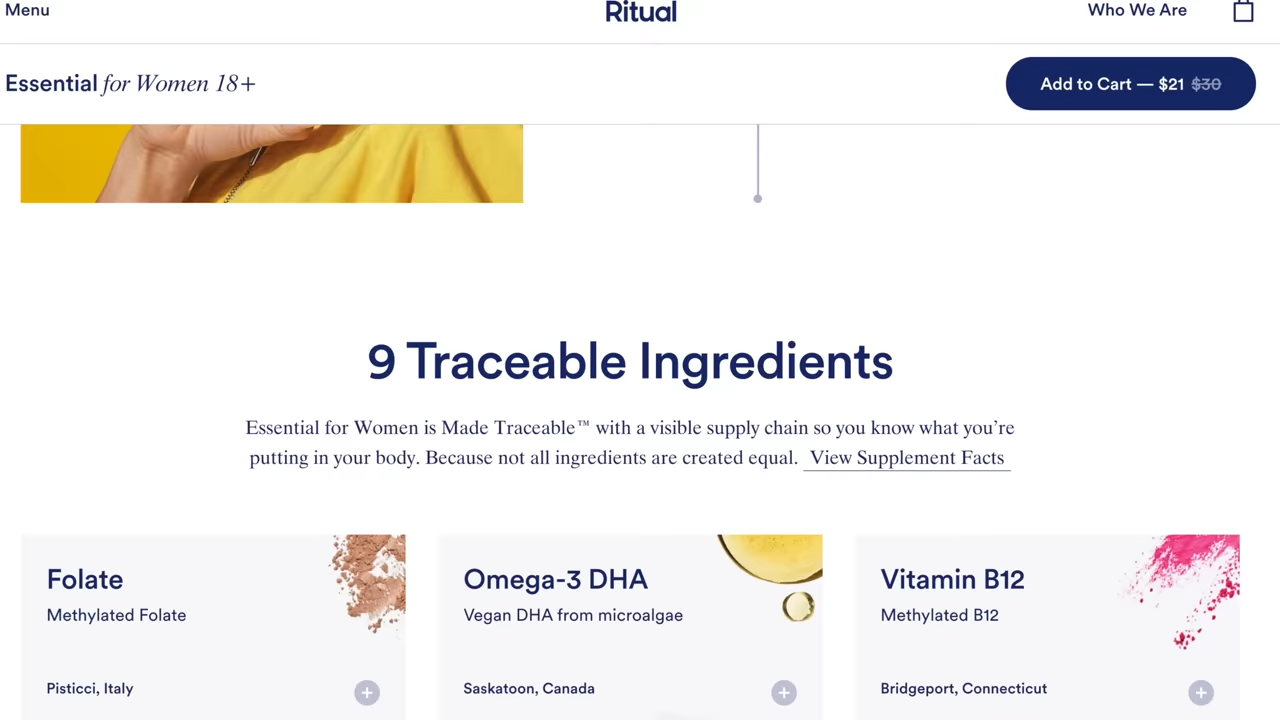 Menu
Ritual
Who We Are
Essential for Women 18+
Add to Cart — $21 $30
9 Traceable Ingredients
Essential for Women is Made Traceable™ with a visible supply chain so you know what you’re
putting in your body. Because not all ingredients are created equal. View Supplement Facts
Folate
Methylated Folate
Pisticci, Italy
Omega-3 DHA
Vegan DHA from microalgae
Saskatoon, Canada
Vitamin B12
Methylated B12
Bridgeport, Connecticut